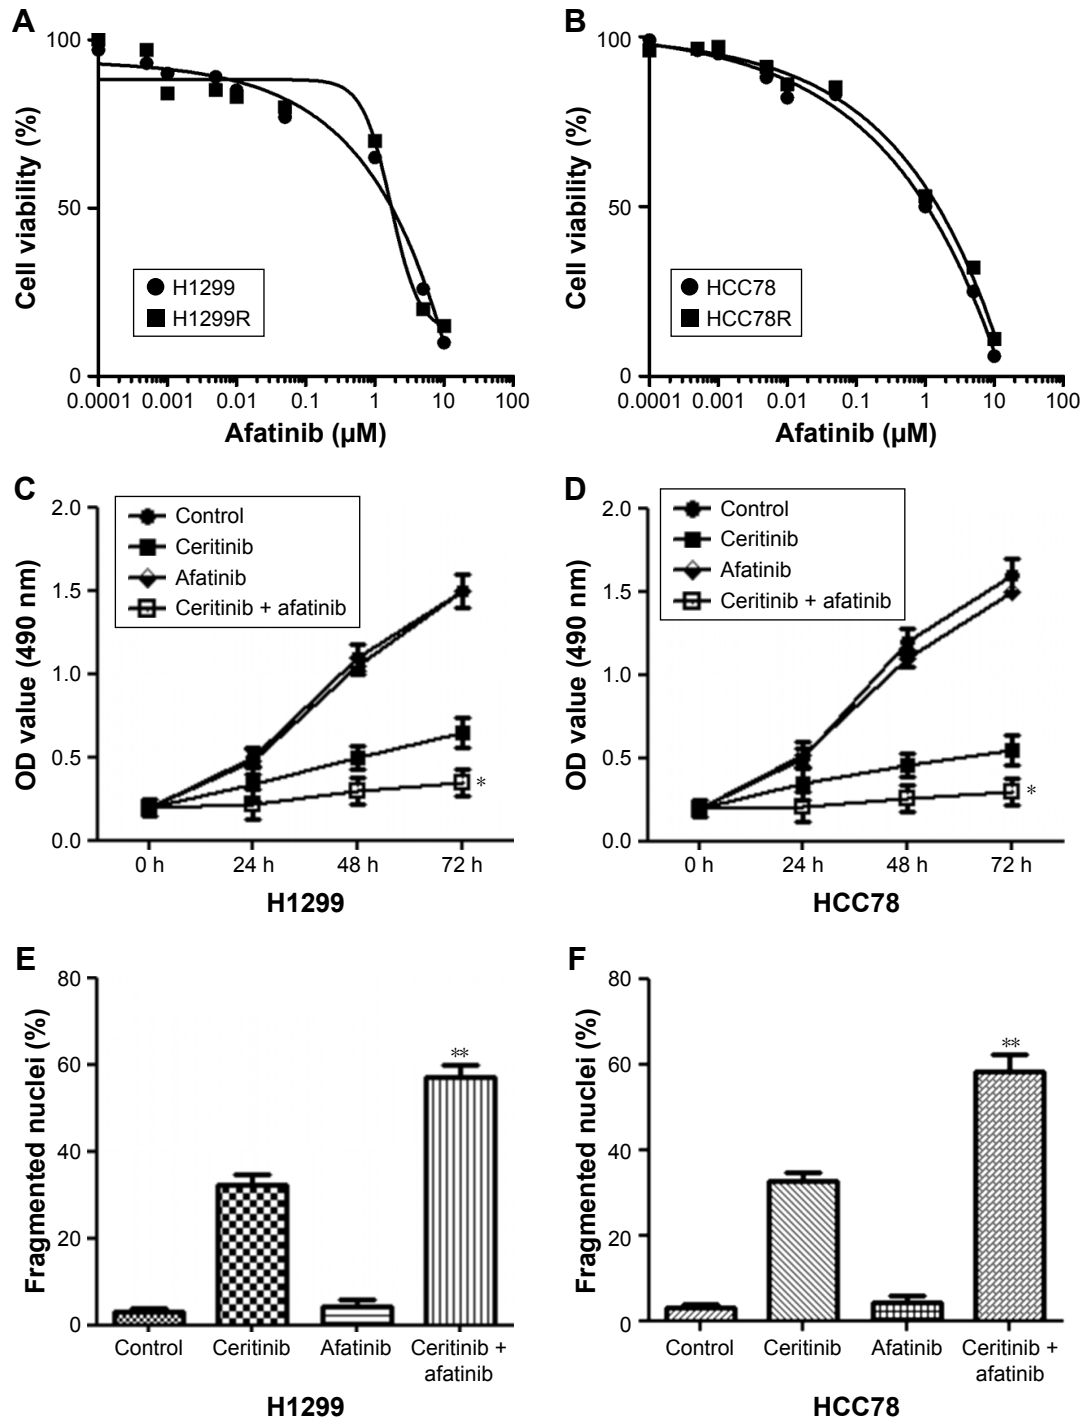 A
100
50
0
Cell viability (%)
H1299
H1299R
0.0001 0.001 0.01 0.1 1 10 100
Afatinib (µM)
B
100
50
0
Cell viability (%)
HCC78
HCC78R
0.0001 0.001 0.01 0.1 1 10 100
Afatinib (µM)
C
2.0
1.5
1.0
0.5
0.0
OD value (490 nm)
Control
Ceritinib
Afatinib
Ceritinib + afatinib
*
0 h 24 h 48 h 72 h
H1299
D
2.0
1.5
1.0
0.5
0.0
OD value (490 nm)
Control
Ceritinib
Afatinib
Ceritinib + afatinib
*
0 h 24 h 48 h 72 h
HCC78
E
80
60
40
20
0
Fragmented nuclei (%)
**
Control Ceritinib Afatinib Ceritinib +
afatinib
H1299
F
80
60
40
20
0
Fragmented nuclei (%)
**
Control Ceritinib Afatinib Ceritinib +
afatinib
HCC78